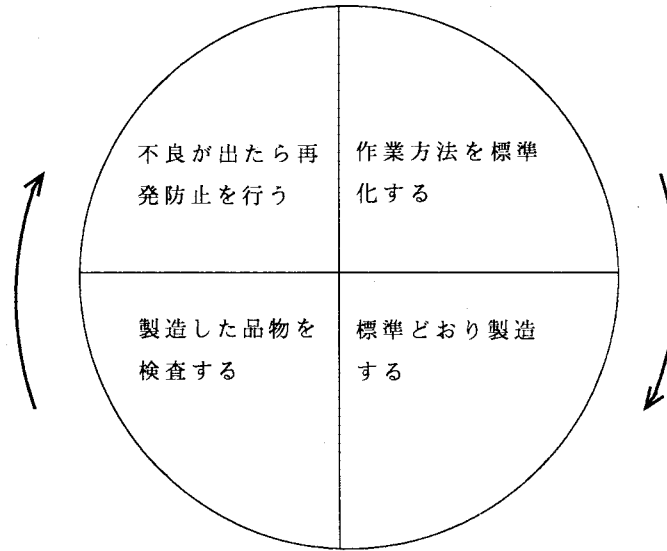 不良が出たら再
発防止を行う
作業方法を標準
化する
製造した品物を
検査する
標準どおり製造
する